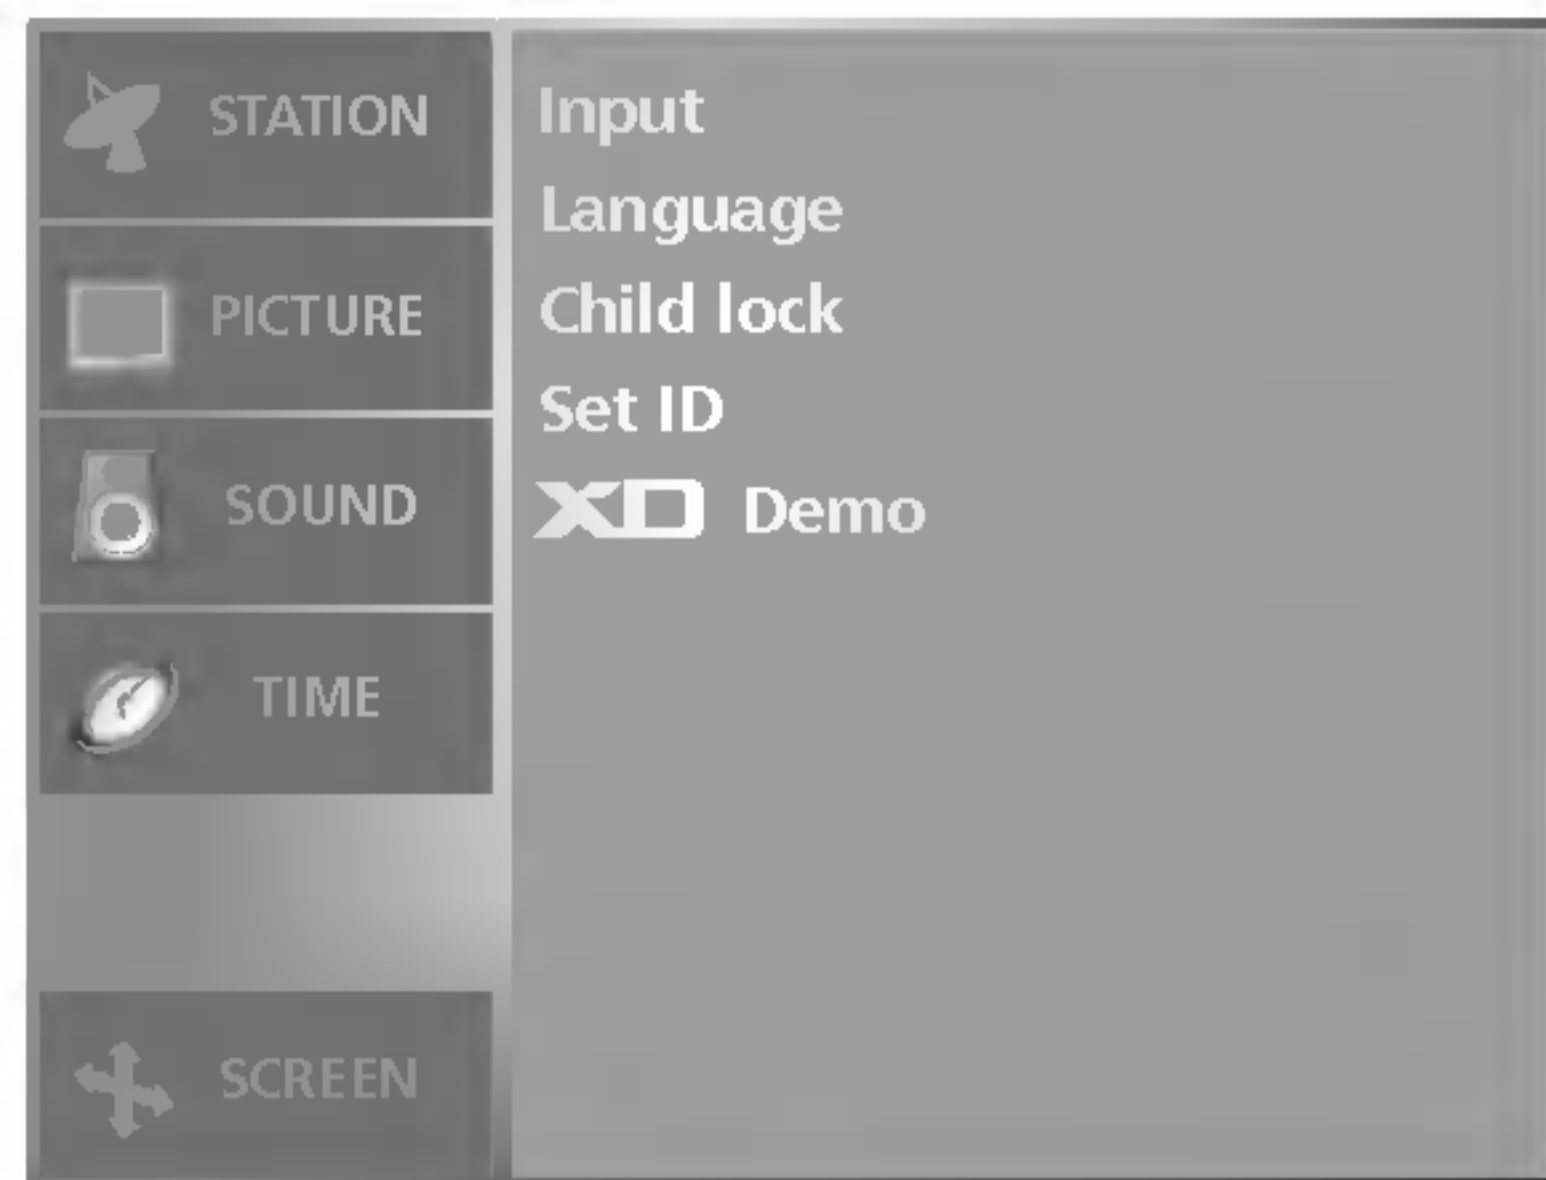 STATION
PICTURE
SOUND
TIME
SCREEN
Input
Language
Child lock
Set ID
XD Demo